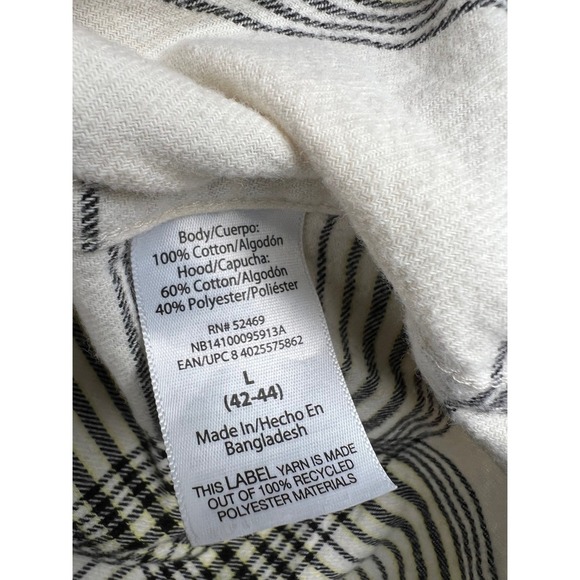 Body/Cuerpo:
100% Cotton/Algodón
Hood/Capucha:
60% Cotton/Algodón
40% Polyester/Poliéster
RN# 52469
NB14100095913A
EAN/UPC 8 4025575862
L
(42-44)
Made In/Hecho En
Bangladesh
THIS LABEL YARN IS MADE
OUT OF 100% RECYCLED
POLYESTER MATERIALS